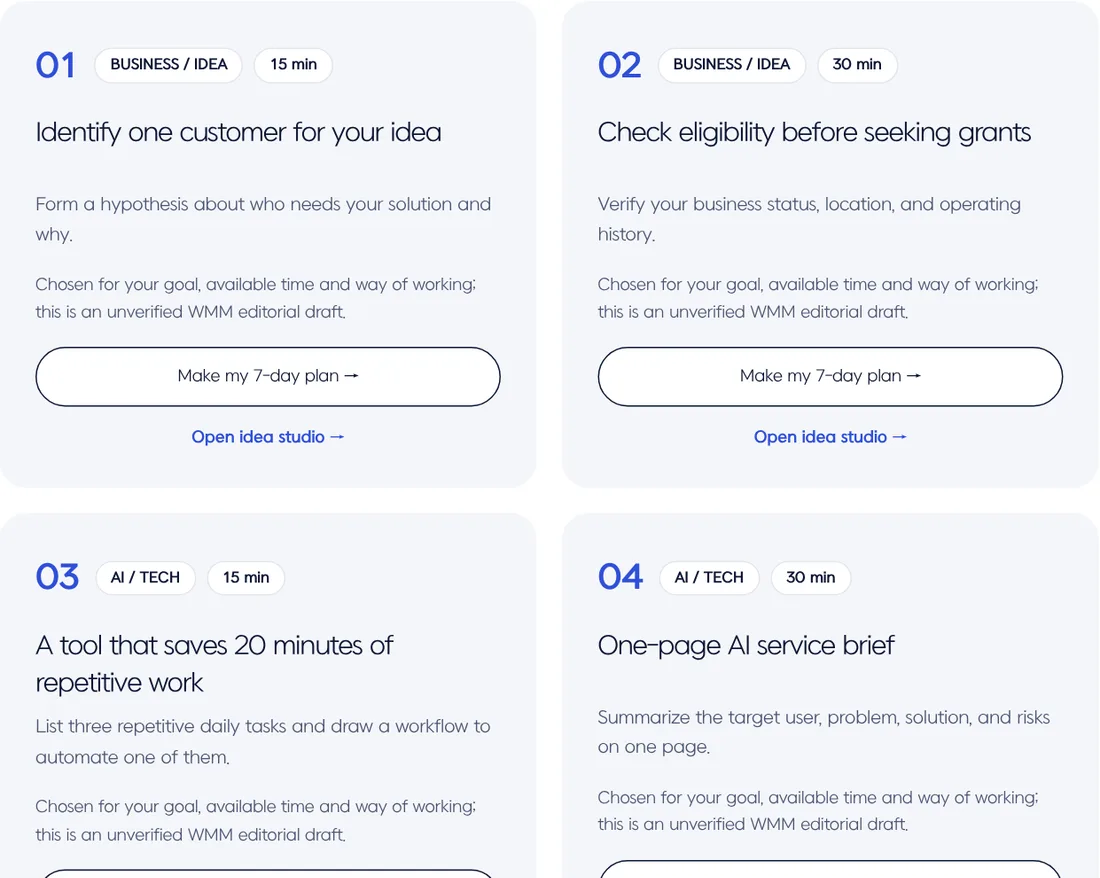 01 BUSINESS / IDEA 15 min
Identify one customer for your idea
Form a hypothesis about who needs your solution and
why.
Chosen for your goal, available time and way of working;
this is an unverified WMM editorial draft.
Make my 7-day plan →
Open idea studio →
02 BUSINESS / IDEA 30 min
Check eligibility before seeking grants
Verify your business status, location, and operating
history.
Chosen for your goal, available time and way of working;
this is an unverified WMM editorial draft.
Make my 7-day plan →
Open idea studio →
03 AI / TECH 15 min
A tool that saves 20 minutes of
repetitive work
List three repetitive daily tasks and draw a workflow to
automate one of them.
Chosen for your goal, available time and way of working;
this is an unverified WMM editorial draft.
04 AI / TECH 30 min
One-page AI service brief
Summarize the target user, problem, solution, and risks
on one page.
Chosen for your goal, available time and way of working;
this is an unverified WMM editorial draft.